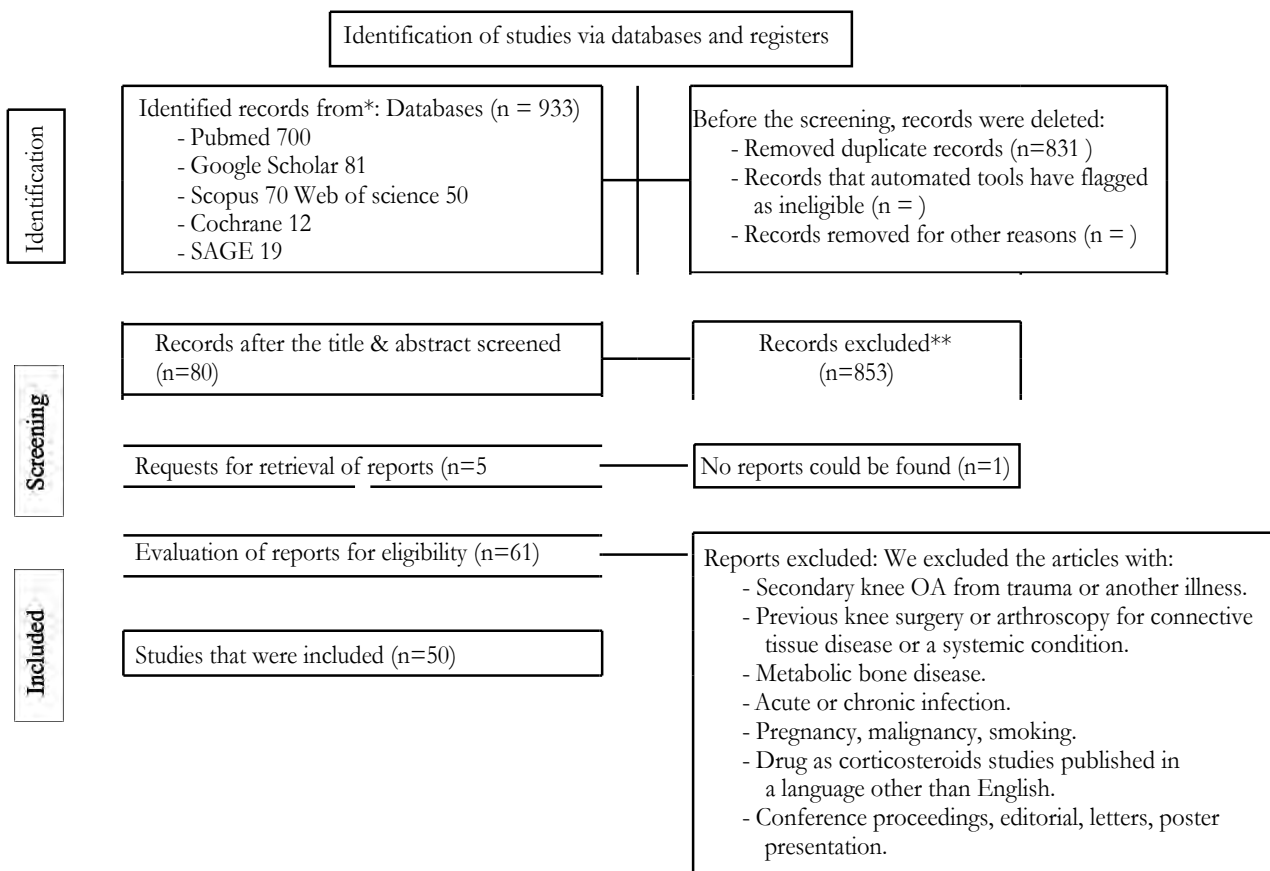 Identification of studies via databases and registers
Identification
Identified records from*: Databases (n = 933)
- Pubmed 700
- Google Scholar 81
- Scopus 70 Web of science 50
- Cochrane 12
- SAGE 19
Before the screening, records were deleted:
- Removed duplicate records (n=831 )
- Records that automated tools have flagged
as ineligible (n = )
- Records removed for other reasons (n = )
Screening
Records after the title & abstract screened
(n=80)
Records excluded**
(n=853)
Requests for retrieval of reports (n=5
No reports could be found (n=1)
Evaluation of reports for eligibility (n=61)
Reports excluded: We excluded the articles with:
- Secondary knee OA from trauma or another illness.
- Previous knee surgery or arthroscopy for connective
tissue disease or a systemic condition.
- Metabolic bone disease.
- Acute or chronic infection.
- Pregnancy, malignancy, smoking.
- Drug as corticosteroids studies published in
a language other than English.
- Conference proceedings, editorial, letters, poster
presentation.
Included
Studies that were included (n=50)